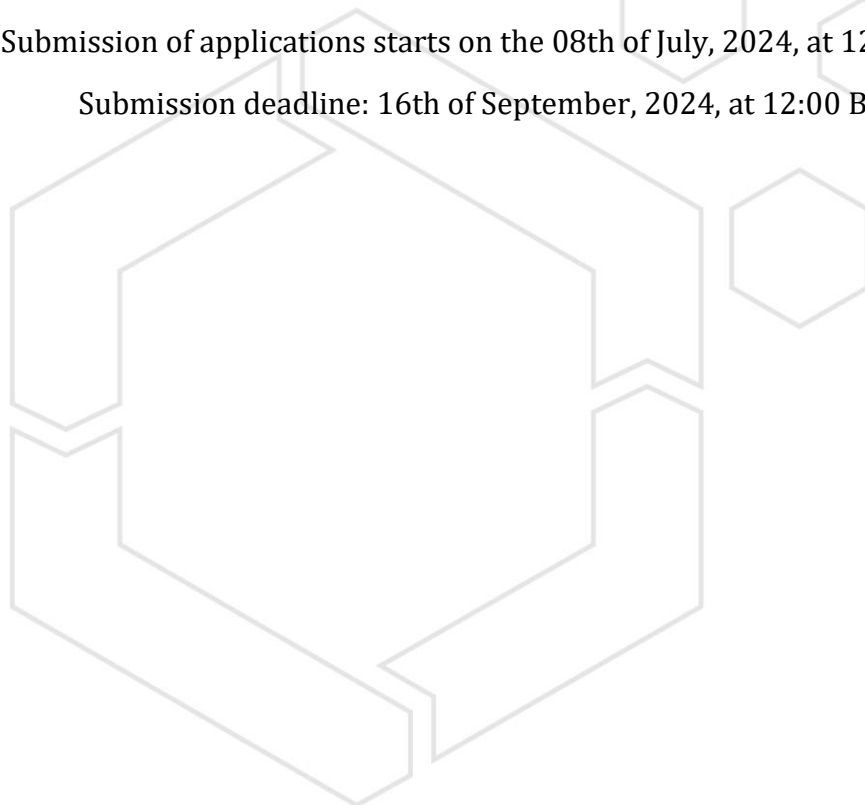 Submission of applications starts on the 08th of July, 2024, at
Submission deadline: 16th of September, 2024, at 12:00